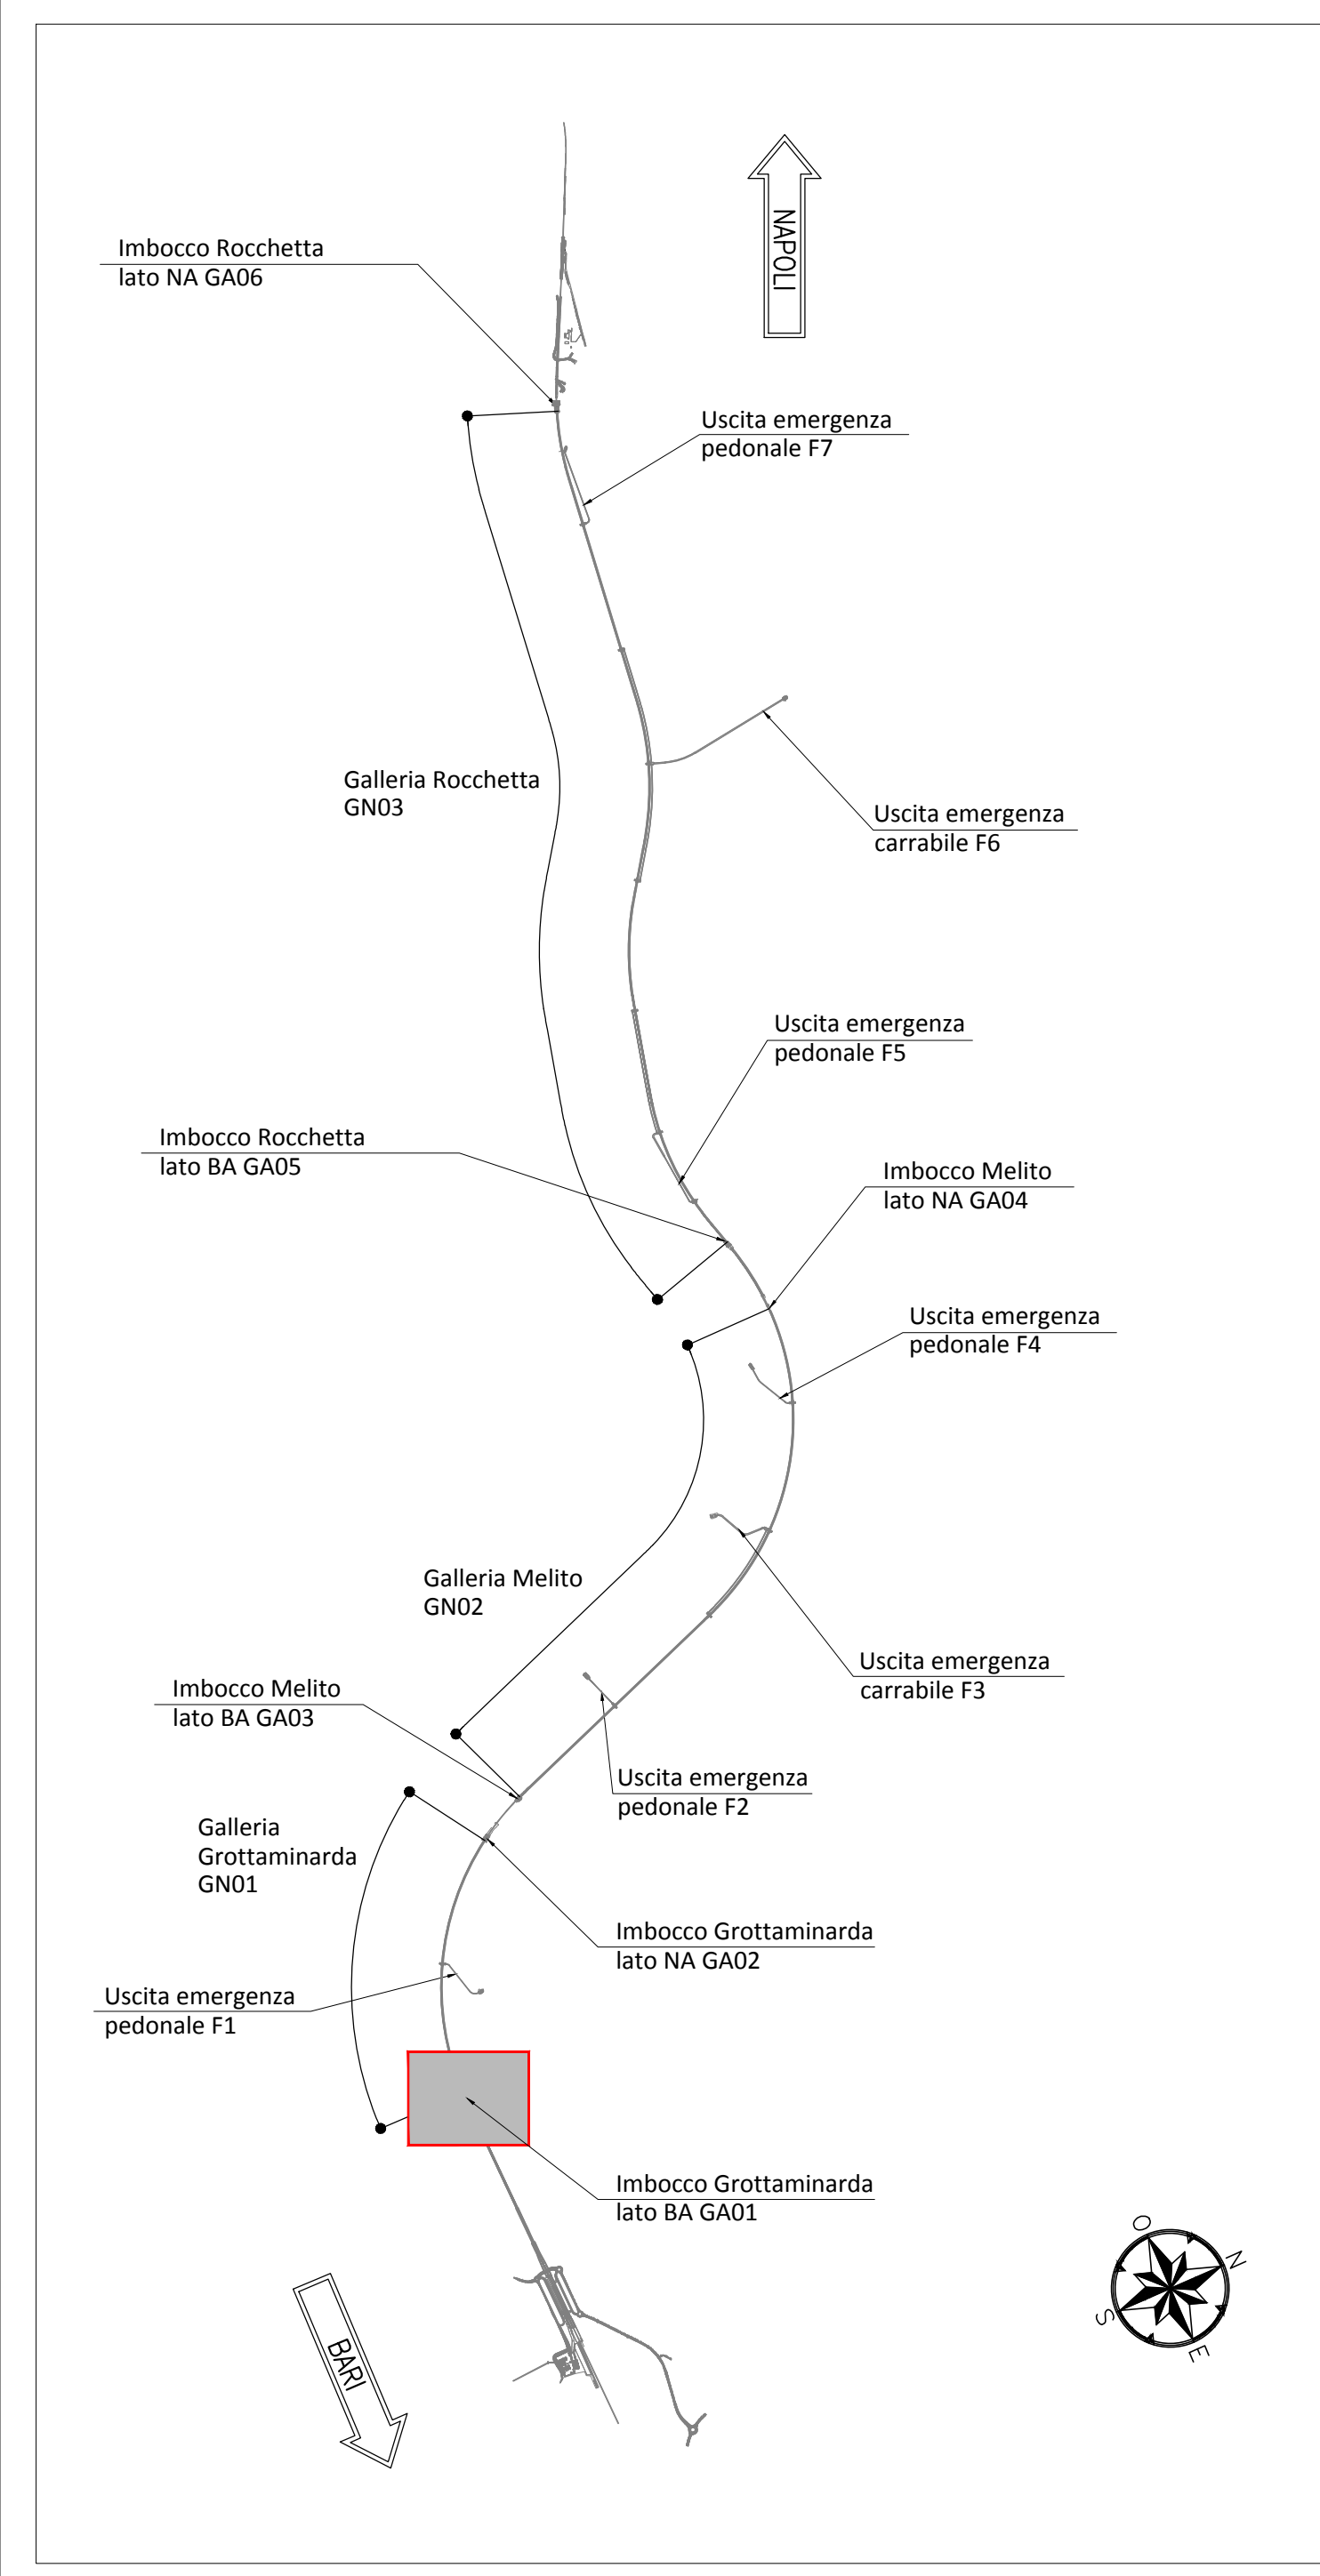 NAPOLI
Imbocco Rocchetta
lato NA GA06
Uscita emergenza
pedonale F7
Galleria Rocchetta
GN03
Uscita emergenza
carrabile F6
Uscita emergenza
pedonale F5
Imbocco Rocchetta
lato BA GA05
Imbocco Melito
lato NA GA04
Uscita emergenza
pedonale F4
Galleria Melito
GN02
Uscita emergenza
carrabile F3
Imbocco Melito
lato BA GA03
Uscita emergenza
pedonale F2
Galleria
Grottaminarda
GN01
Imbocco Grottaminarda
lato NA GA02
Uscita emergenza
pedonale F1
Imbocco Grottaminarda
lato BA GA01
O
N
S
E
BARI